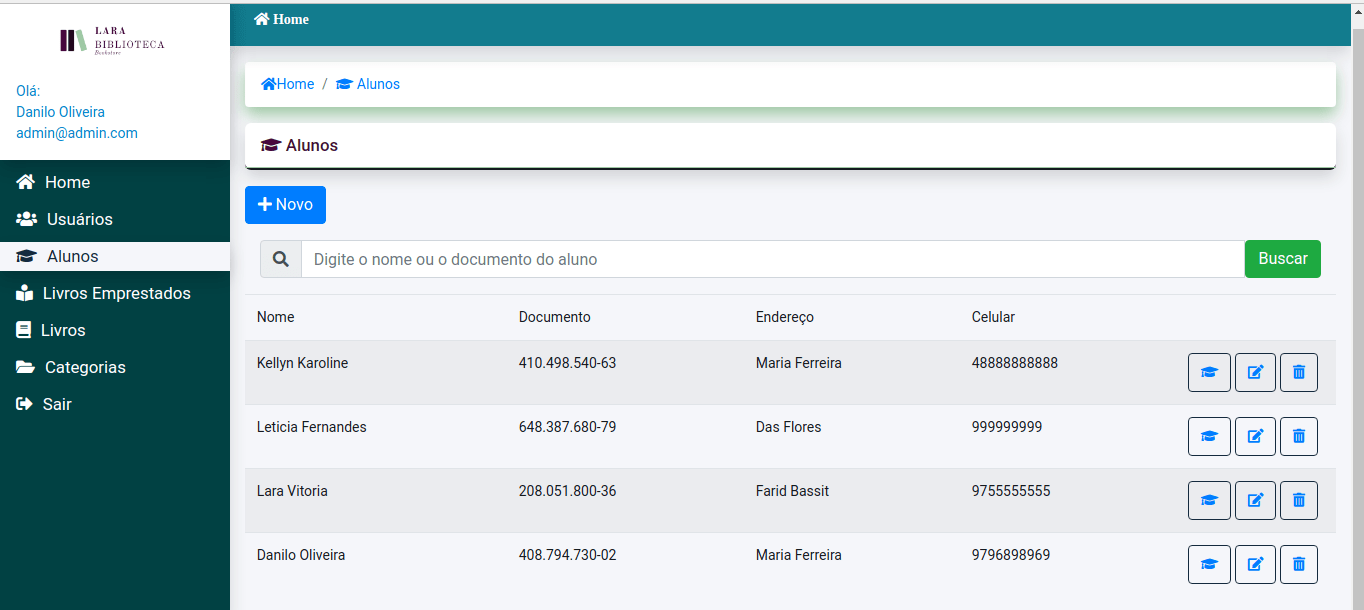 LARA
BIBLIOTECA
Bookstore
Olá:
Danilo Oliveira
admin@admin.com
Home
Usuários
Alunos
Livros Emprestados
Livros
Categorias
Sair
Home
Home / Alunos
Alunos
Novo
Digite o nome ou o documento do aluno Buscar
Nome Documento Endereço Celular
Kellyn Karoline 410.498.540-63 Maria Ferreira 48888888888
Leticia Fernandes 648.387.680-79 Das Flores 999999999
Lara Vitoria 208.051.800-36 Farid Bassit 9755555555
Danilo Oliveira 408.794.730-02 Maria Ferreira 9796898969